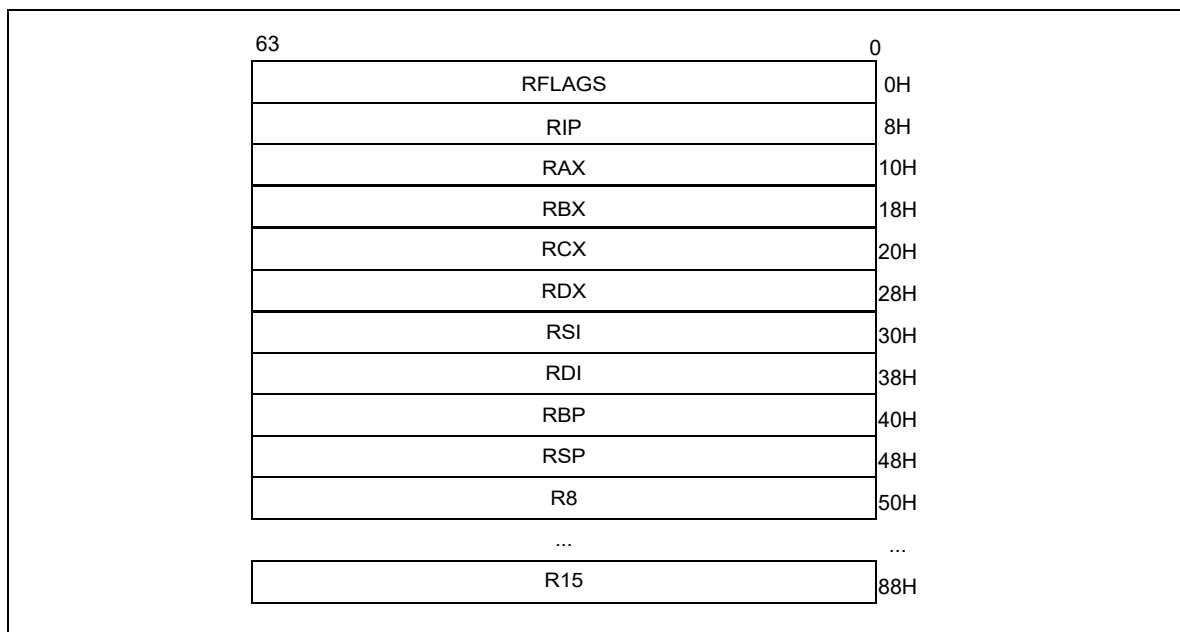 63 0
RFLAGS 0H
RIP 8H
RAX 10H
RBX 18H
RCX 20H
RDX 28H
RSI 30H
RDI 38H
RBP 40H
RSP 48H
R8 50H
... ...
R15 88H